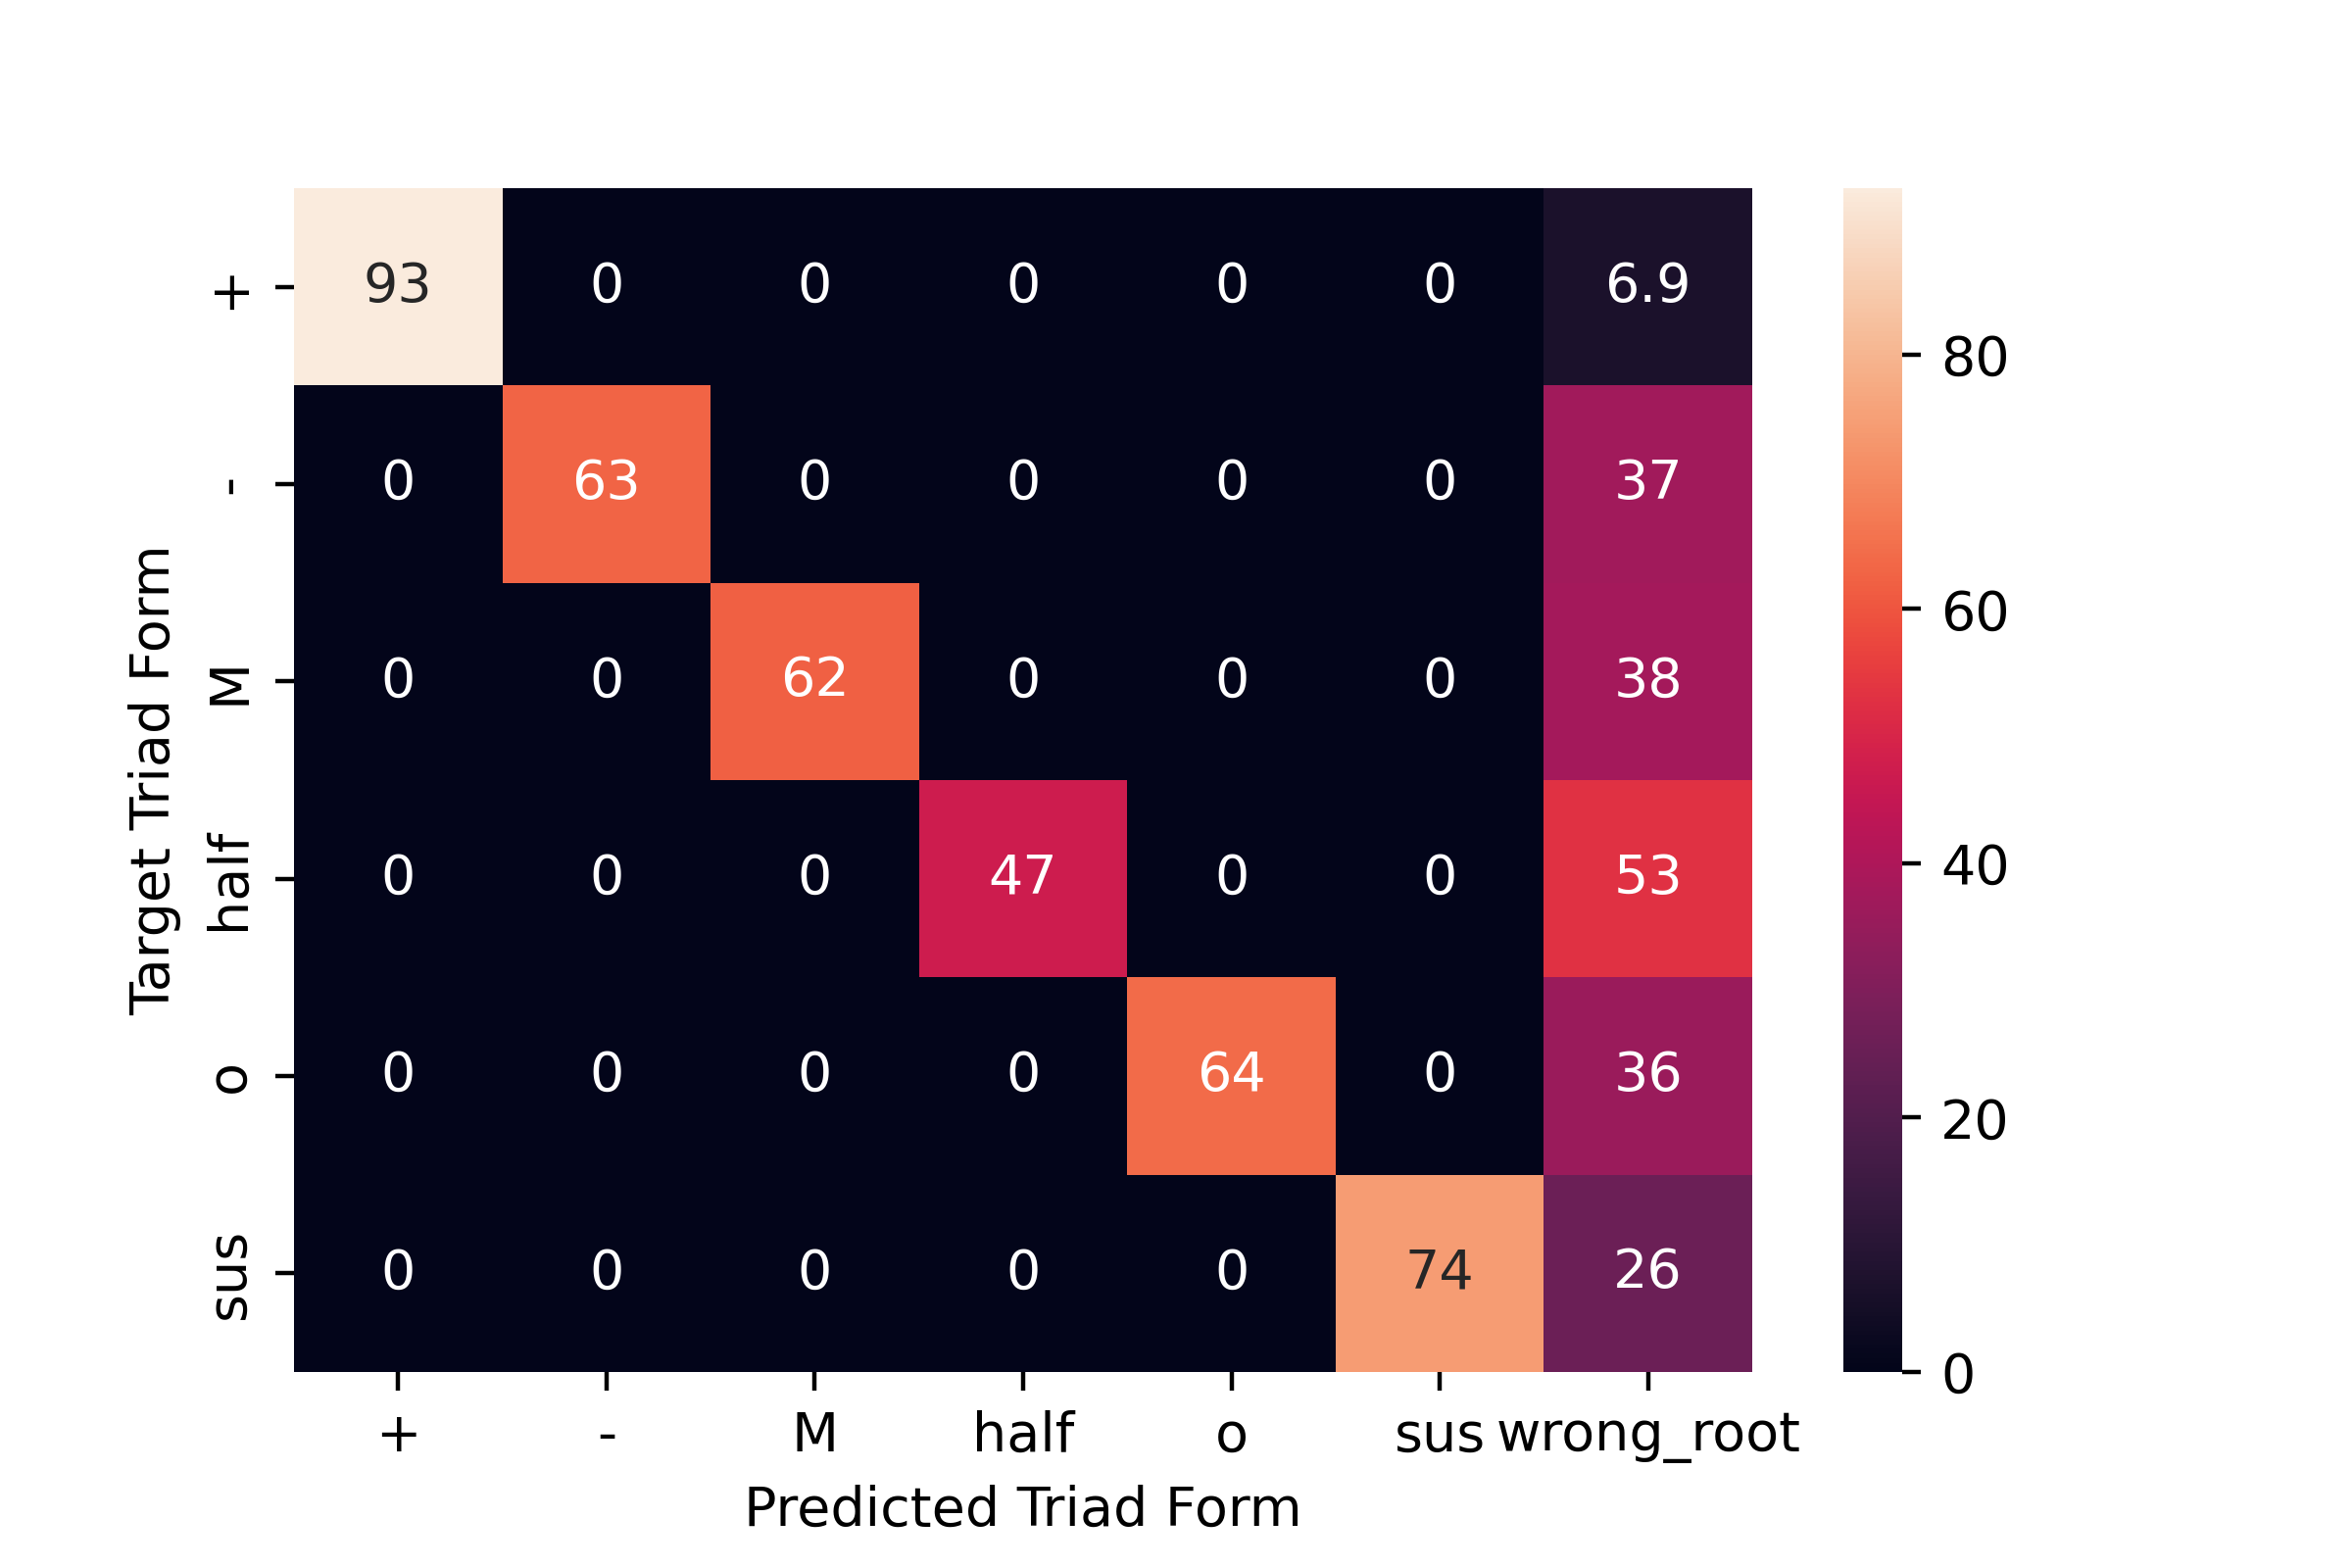 Target Triad Form
+ 93 0 0 0 0 0 6.9
- 0 63 0 0 0 0 37
M 0 0 62 0 0 0 38
half 0 0 0 47 0 0 53
o 0 0 0 0 64 0 36
sus 0 0 0 0 0 74 26
+ - M half o sus wrong_root
Predicted Triad Form
80
60
40
20
0